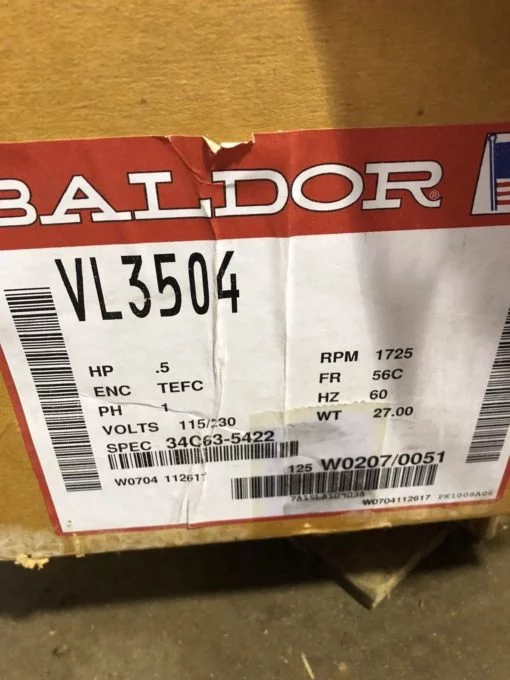 BALDOR®
VL3504
HP .5
ENC TEFC
PH 1
VOLTS 115/230
SPEC 34C63-5422
RPM 1725
FR 56C
HZ 60
WT 27.00
W0704 112617
125 W0207/0051
W0704112617 PK1008A06